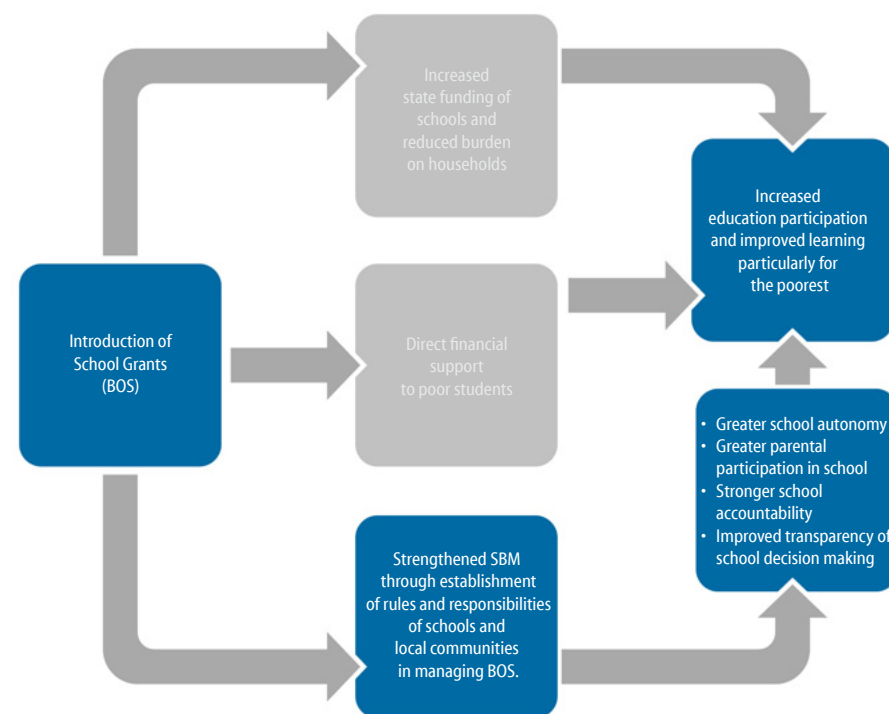 Increased
state funding of
schools and
reduced burden
on households
Increased
education participation
and improved learning
particularly for
the poorest
Introduction of
School Grants
(BOS)
Direct financial
support
to poor students
• Greater school autonomy
• Greater parental
participation in school
• Stronger school
accountability
• Improved transparency of
school decision making
Strengthened SBM
through establishment
of rules and responsibilities
of schools and
local communities
in managing BOS.